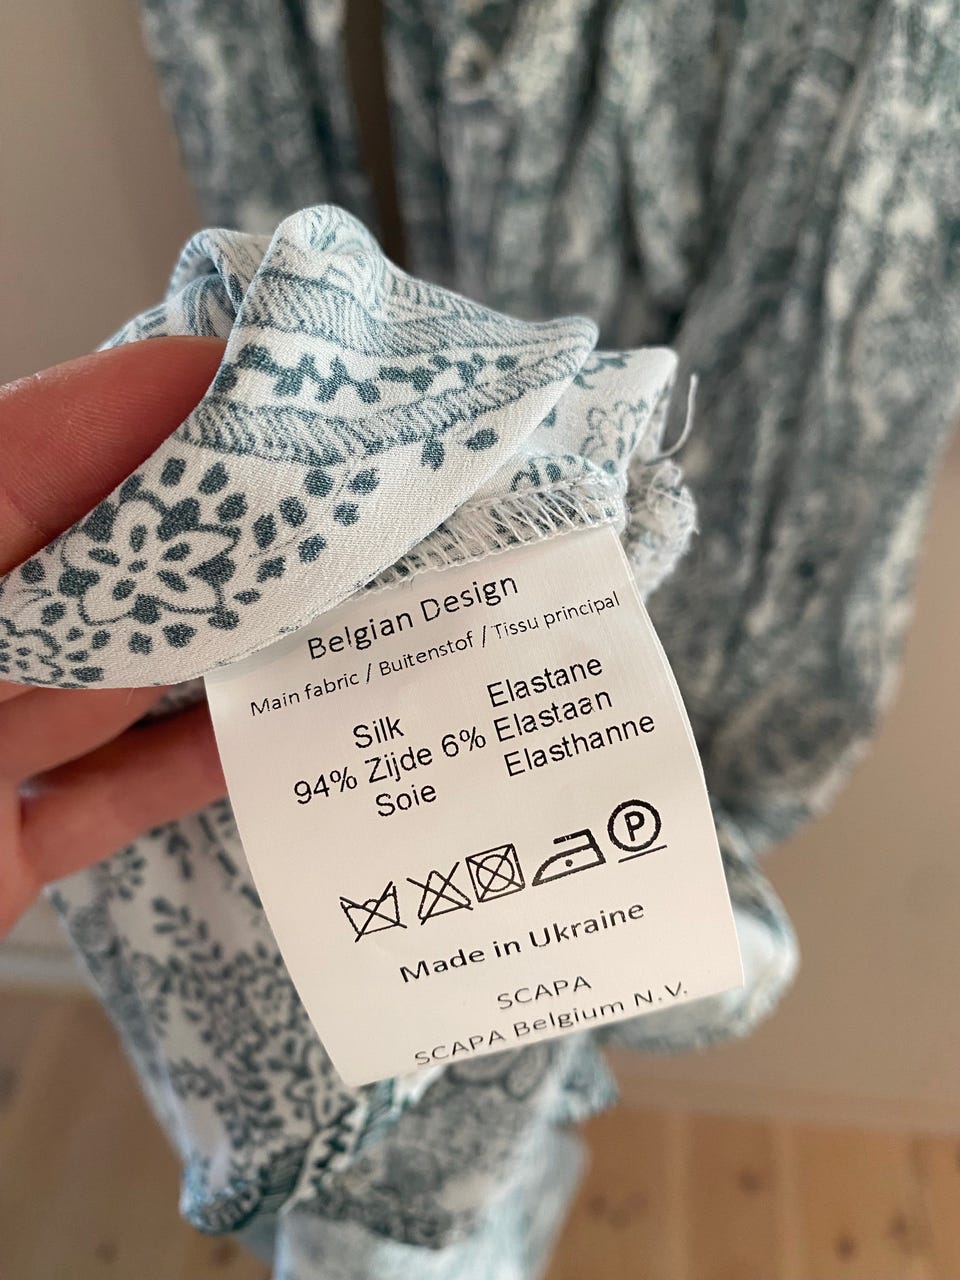 Belgian Design
Main fabric / Buitenstof / Tissu principal
Silk Elastane
94% Zijde 6% Elastaan
Soie Elasthanne
P
Made in Ukraine
SCAPA
SCAPA Belgium N.V.